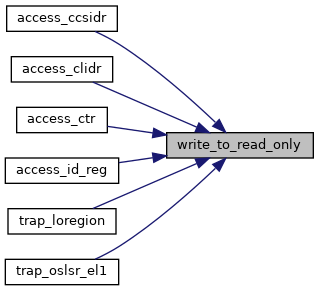 access_ccsidr
access_clidr
access_ctr
write_to_read_only
access_id_reg
trap_loregion
trap_oslsr_el1